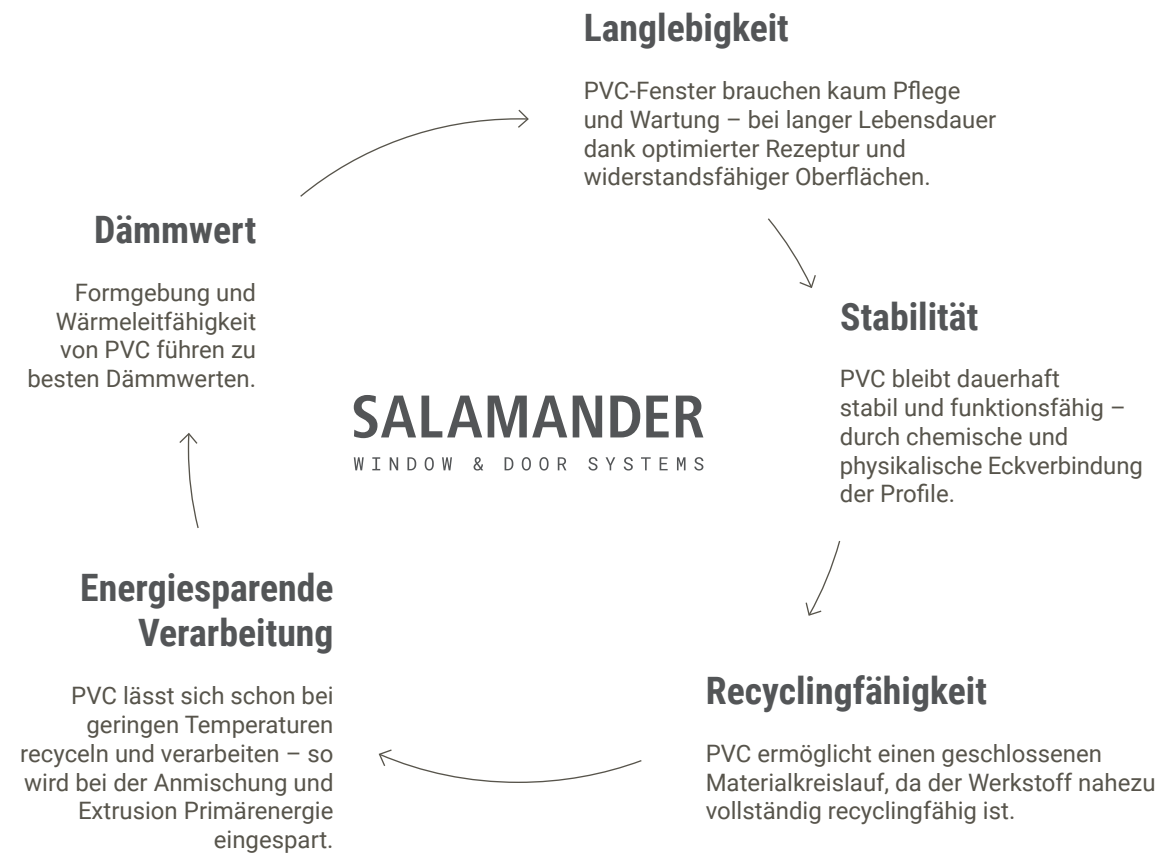 Langlebigkeit
PVC-Fenster brauchen kaum Pflege
und Wartung – bei langer Lebensdauer
dank optimierter Rezeptur und
widerstandsfähiger Oberflächen.
Stabilität
PVC bleibt dauerhaft
stabil und funktionsfähig –
durch chemische und
physikalische Eckverbindung
der Profile.
Recyclingfähigkeit
PVC ermöglicht einen geschlossenen
Materialkreislauf, da der Werkstoff nahezu
vollständig recyclingfähig ist.
Energiesparende
Verarbeitung
PVC lässt sich schon bei
geringen Temperaturen
recyceln und verarbeiten – so
wird bei der Anmischung und
Extrusion Primärenergie
eingespart.
Dämmwert
Formgebung und
Wärmeleitfähigkeit
von PVC führen zu
besten Dämmwerten.
SALAMANDER
WINDOW & DOOR SYSTEMS